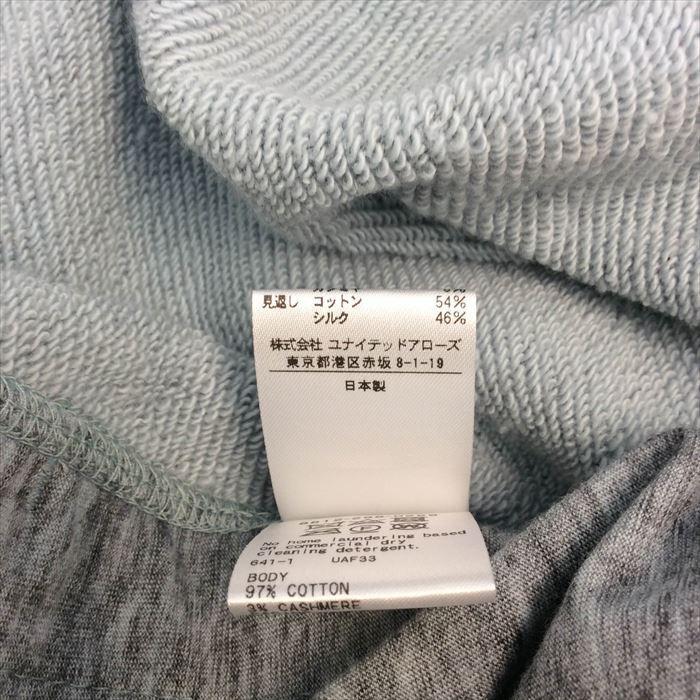 見返し コットン 54%
シルク 46%
株式会社 ユナイテッドアローズ
東京都港区赤坂 8-1-19
日本製
No home laundering based
on commercial dry
cleaning detergent.
641-1 UAF33
BODY
97% COTTON
3% CASHMERE